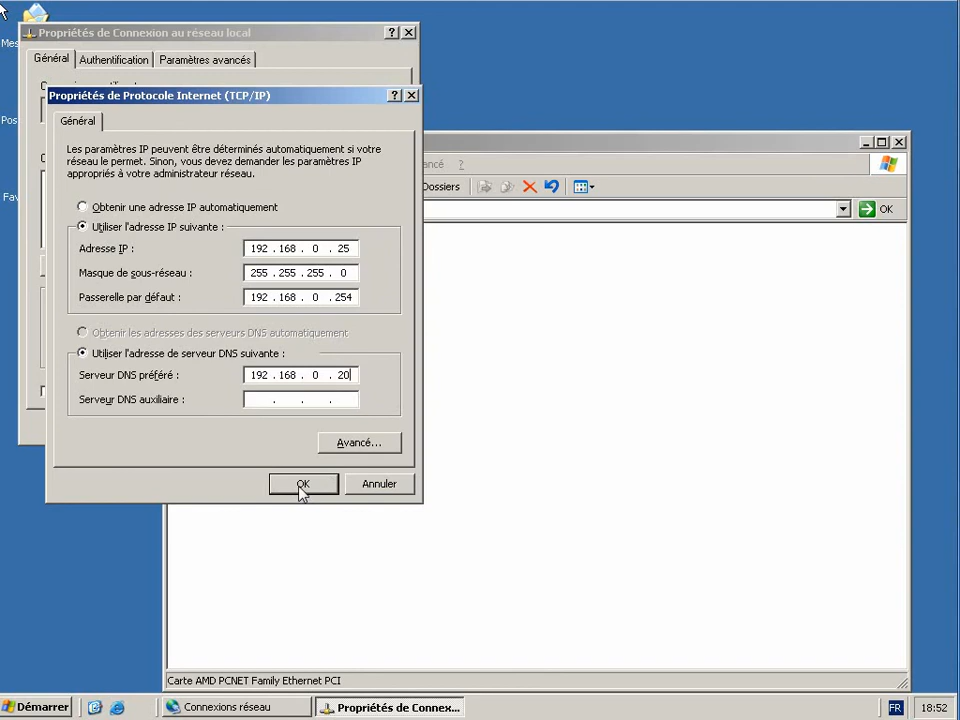 Mes
Pos
Fav
Propriétés de Connexion au réseau local
?
Général
Authentification
Paramètres avancés
Propriétés de Protocole Internet (TCP/IP)
?
Général
Les paramètres IP peuvent être déterminés automatiquement si votre
réseau le permet. Sinon, vous devez demander les paramètres IP
appropriés à votre administrateur réseau.
Obtenir une adresse IP automatiquement
Utiliser l'adresse IP suivante :
Adresse IP : 192 . 168 . 0 . 25
Masque de sous-réseau : 255 . 255 . 255 . 0
Passerelle par défaut : 192 . 168 . 0 . 254
Obtenir les adresses des serveurs DNS automatiquement
Utiliser l'adresse de serveur DNS suivante :
Serveur DNS préféré : 192 . 168 . 0 . 20
Serveur DNS auxiliaire : . . .
Avancé...
OK
Annuler
ncé ?
Dossiers
OK
Carte AMD PCNET Family Ethernet PCI
Démarrer
Connexions réseau
Propriétés de Connex...
FR
18:52